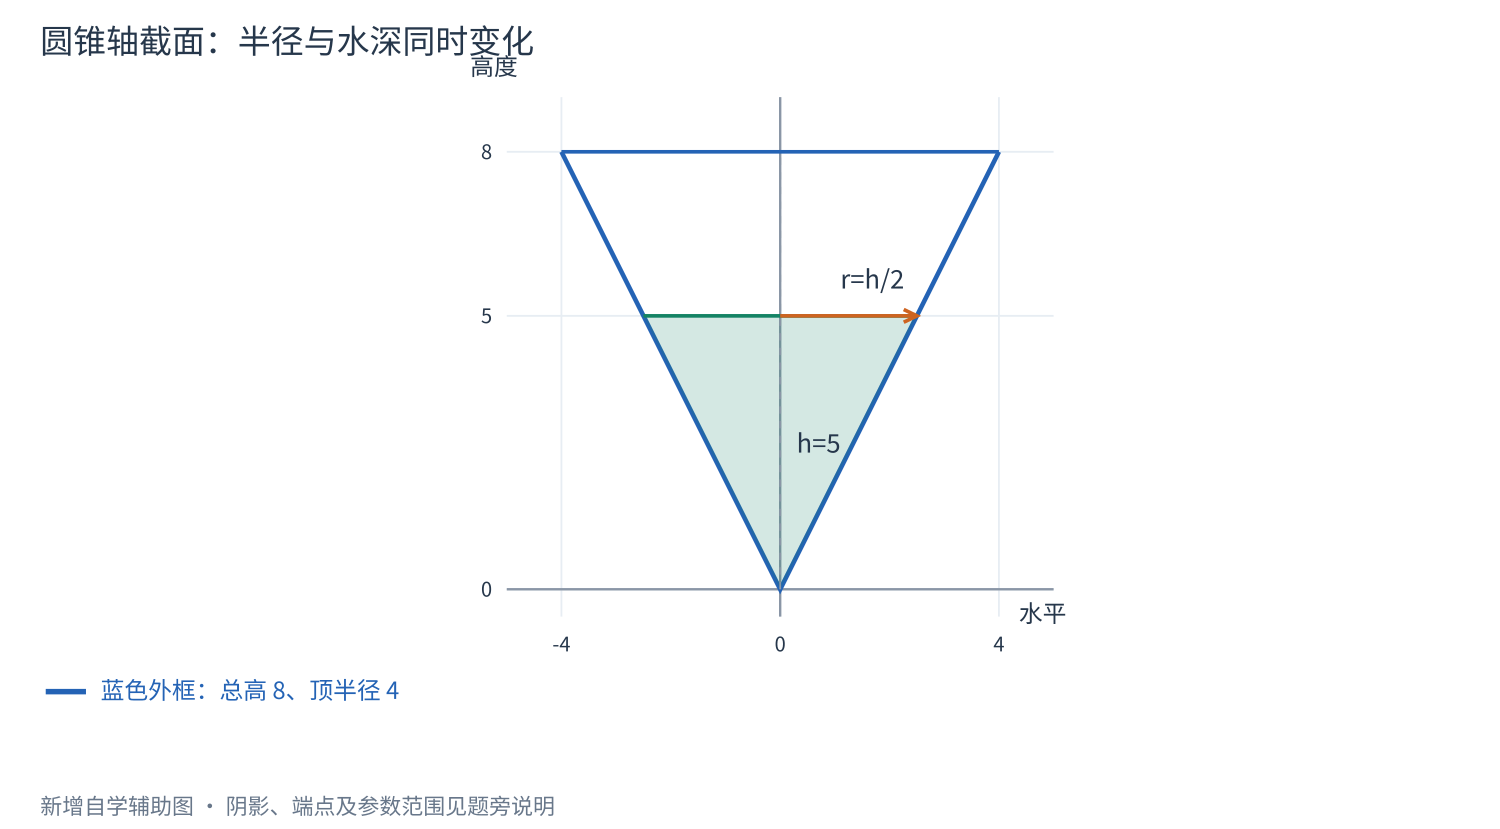 圆锥轴截面：半径与水深同时变化
高度
8
r=h/2
5
h=5
0
水平
-4
0
4
蓝色外框：总高 8、顶半径 4
新增自学辅助图 · 阴影、端点及参数范围见题旁说明